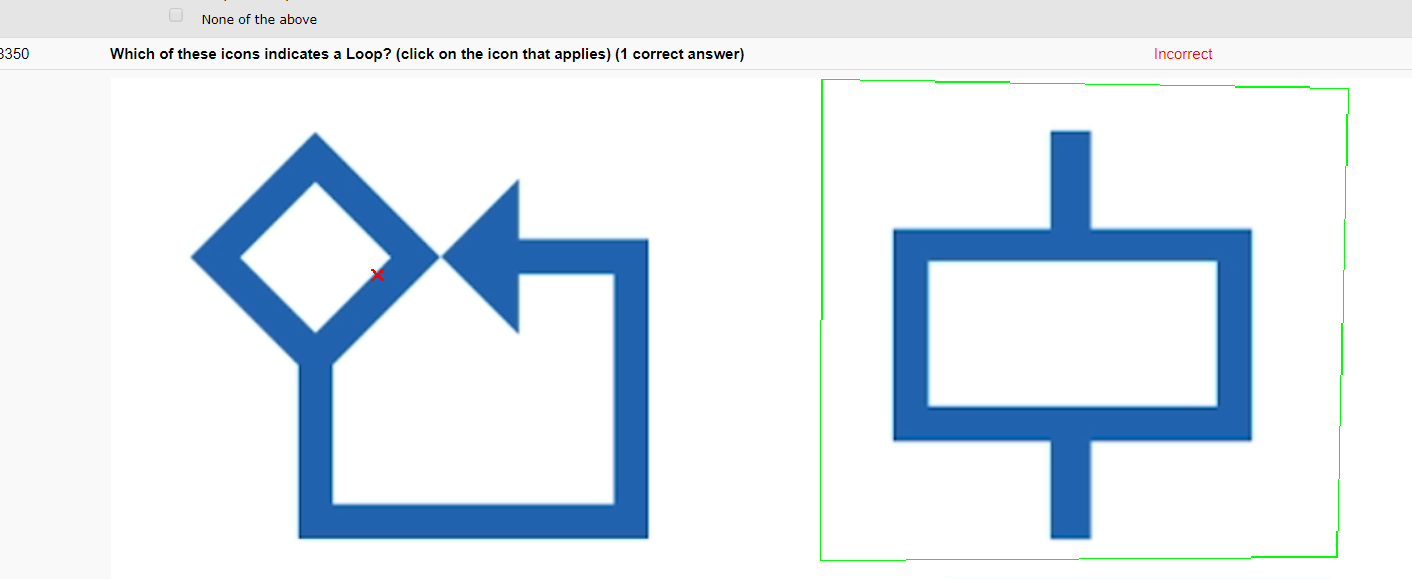 None of the above
3350 Which of these icons indicates a Loop? (click on the icon that applies) (1 correct answer) Incorrect